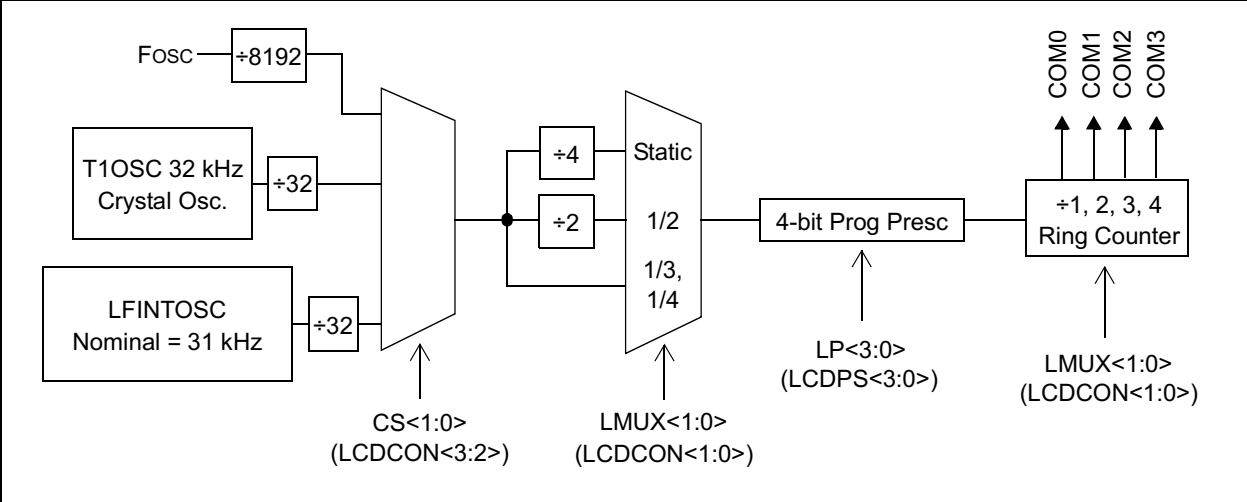 FOSC
÷8192
T1OSC 32 kHz
Crystal Osc.
÷32
LFINTOSC
Nominal = 31 kHz
÷32
CS<1:0>
(LCDCON<3:2>)
÷4
÷2
Static
1/2
1/3,
1/4
LMUX<1:0>
(LCDCON<1:0>)
4-bit Prog Presc
LP<3:0>
(LCDPS<3:0>)
COM0
COM1
COM2
COM3
÷1, 2, 3, 4
Ring Counter
LMUX<1:0>
(LCDCON<1:0>)